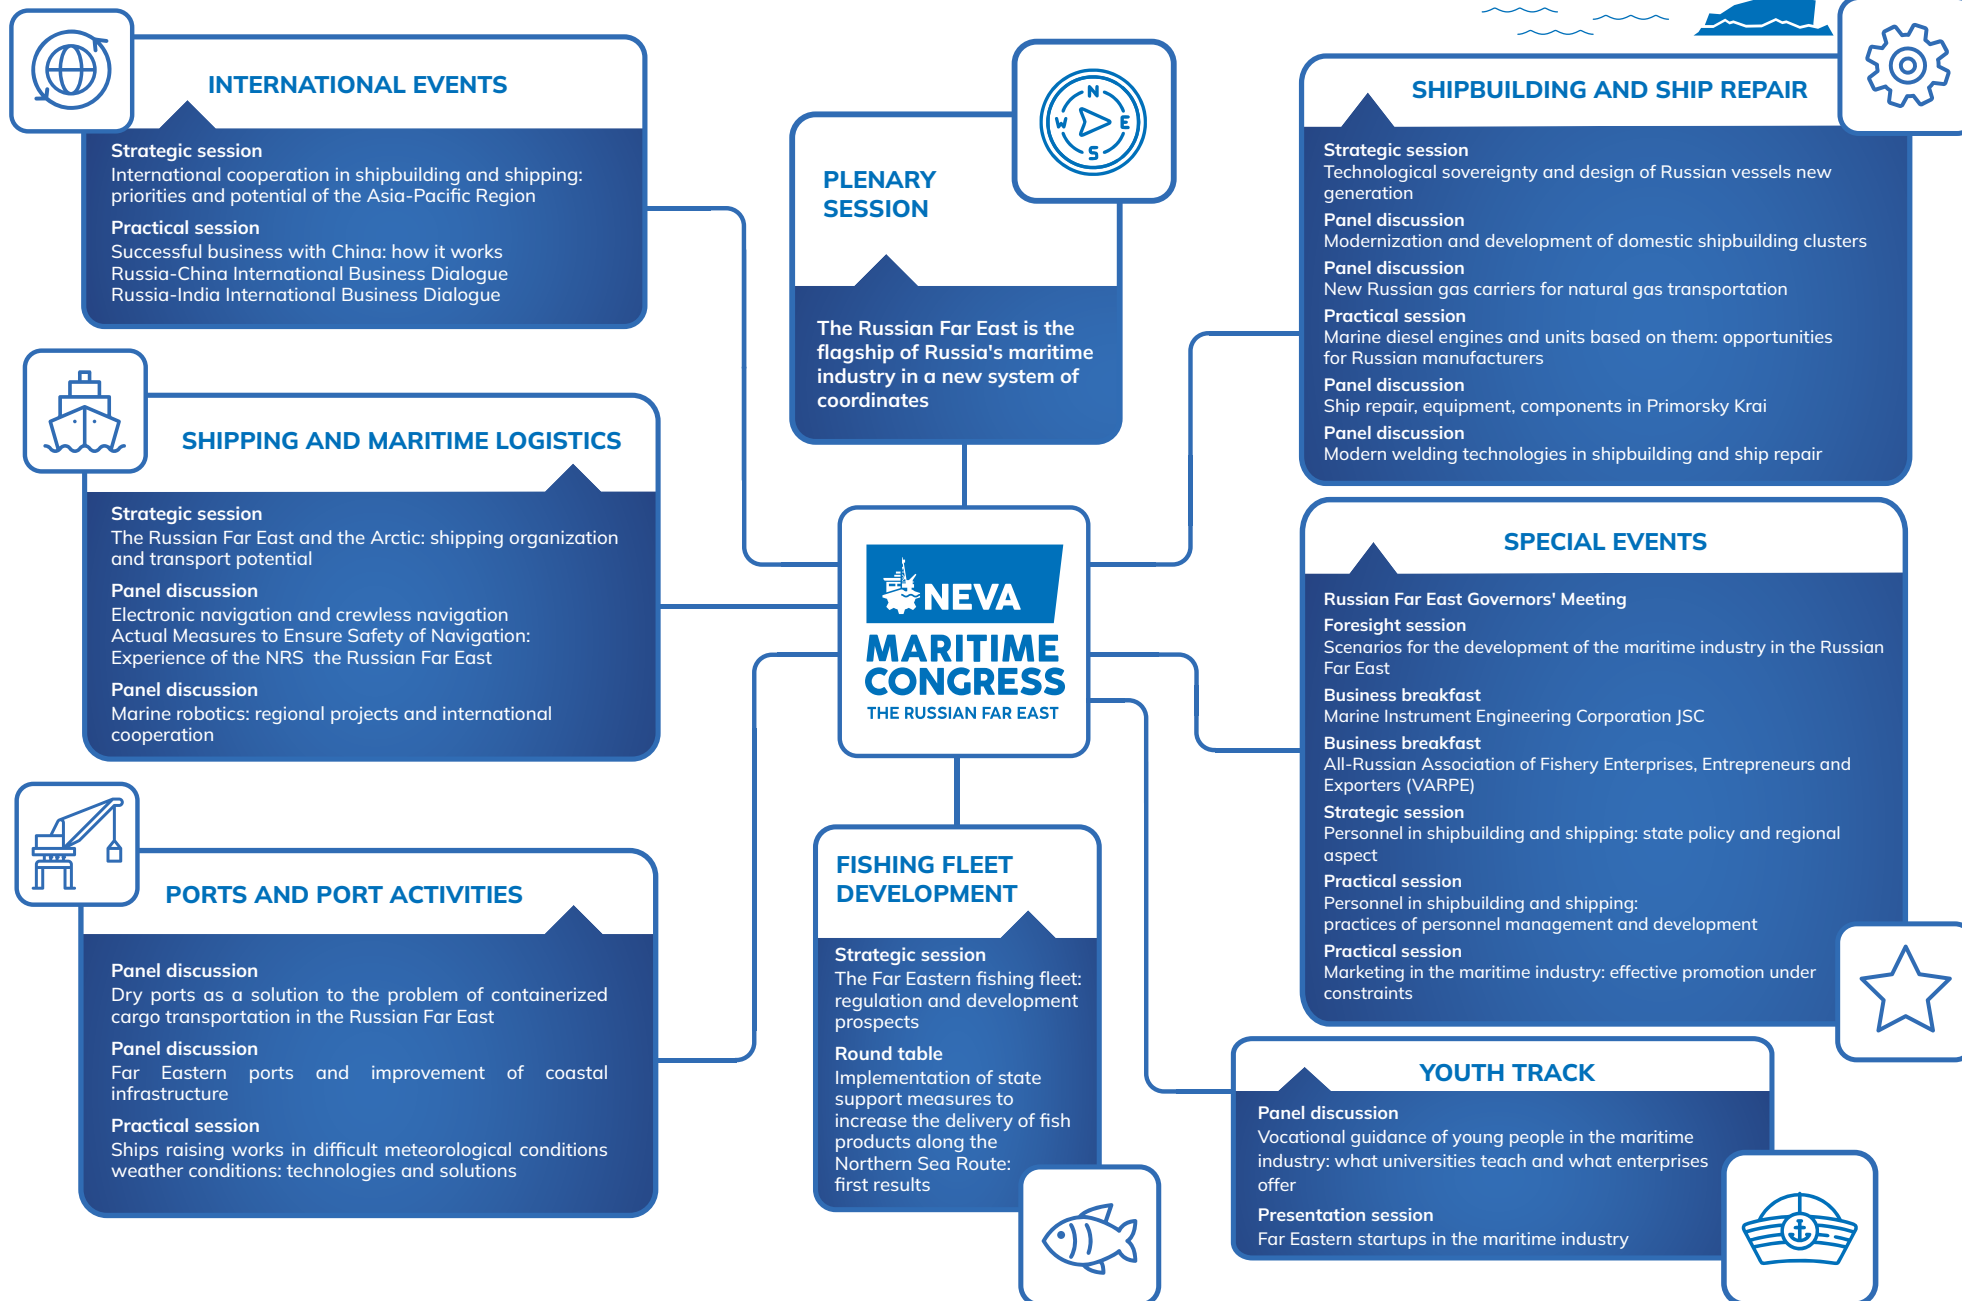 INTERNATIONAL EVENTS
Strategic session
International cooperation in shipbuilding and shipping:
priorities and potential of the Asia-Pacific Region
Practical session
Successful business with China: how it works
Russia-China International Business Dialogue
Russia-India International Business Dialogue
SHIPPING AND MARITIME LOGISTICS
Strategic session
The Russian Far East and the Arctic: shipping organization
and transport potential
Panel discussion
Electronic navigation and crewless navigation
Actual Measures to Ensure Safety of Navigation:
Experience of the NRS the Russian Far East
Panel discussion
Marine robotics: regional projects and international
cooperation
PORTS AND PORT ACTIVITIES
Panel discussion
Dry ports as a solution to the problem of containerized
cargo transportation in the Russian Far East
Panel discussion
Far Eastern ports and improvement of coastal
infrastructure
Practical session
Ships raising works in difficult meteorological conditions
weather conditions: technologies and solutions
N
W E
S
PLENARY
SESSION
The Russian Far East is the
flagship of Russia's maritime
industry in a new system of
coordinates
NEVA
MARITIME
CONGRESS
THE RUSSIAN FAR EAST
FISHING FLEET
DEVELOPMENT
Strategic session
The Far Eastern fishing fleet:
regulation and development
prospects
Round table
Implementation of state
support measures to
increase the delivery of fish
products along the
Northern Sea Route:
first results
SHIPBUILDING AND SHIP REPAIR
Strategic session
Technological sovereignty and design of Russian vessels new
generation
Panel discussion
Modernization and development of domestic shipbuilding clusters
Panel discussion
New Russian gas carriers for natural gas transportation
Practical session
Marine diesel engines and units based on them: opportunities
for Russian manufacturers
Panel discussion
Ship repair, equipment, components in Primorsky Krai
Panel discussion
Modern welding technologies in shipbuilding and ship repair
SPECIAL EVENTS
Russian Far East Governors' Meeting
Foresight session
Scenarios for the development of the maritime industry in the Russian
Far East
Business breakfast
Marine Instrument Engineering Corporation JSC
Business breakfast
All-Russian Association of Fishery Enterprises, Entrepreneurs and
Exporters (VARPE)
Strategic session
Personnel in shipbuilding and shipping: state policy and regional
aspect
Practical session
Personnel in shipbuilding and shipping:
practices of personnel management and development
Practical session
Marketing in the maritime industry: effective promotion under
constraints
YOUTH TRACK
Panel discussion
Vocational guidance of young people in the maritime
industry: what universities teach and what enterprises
offer
Presentation session
Far Eastern startups in the maritime industry